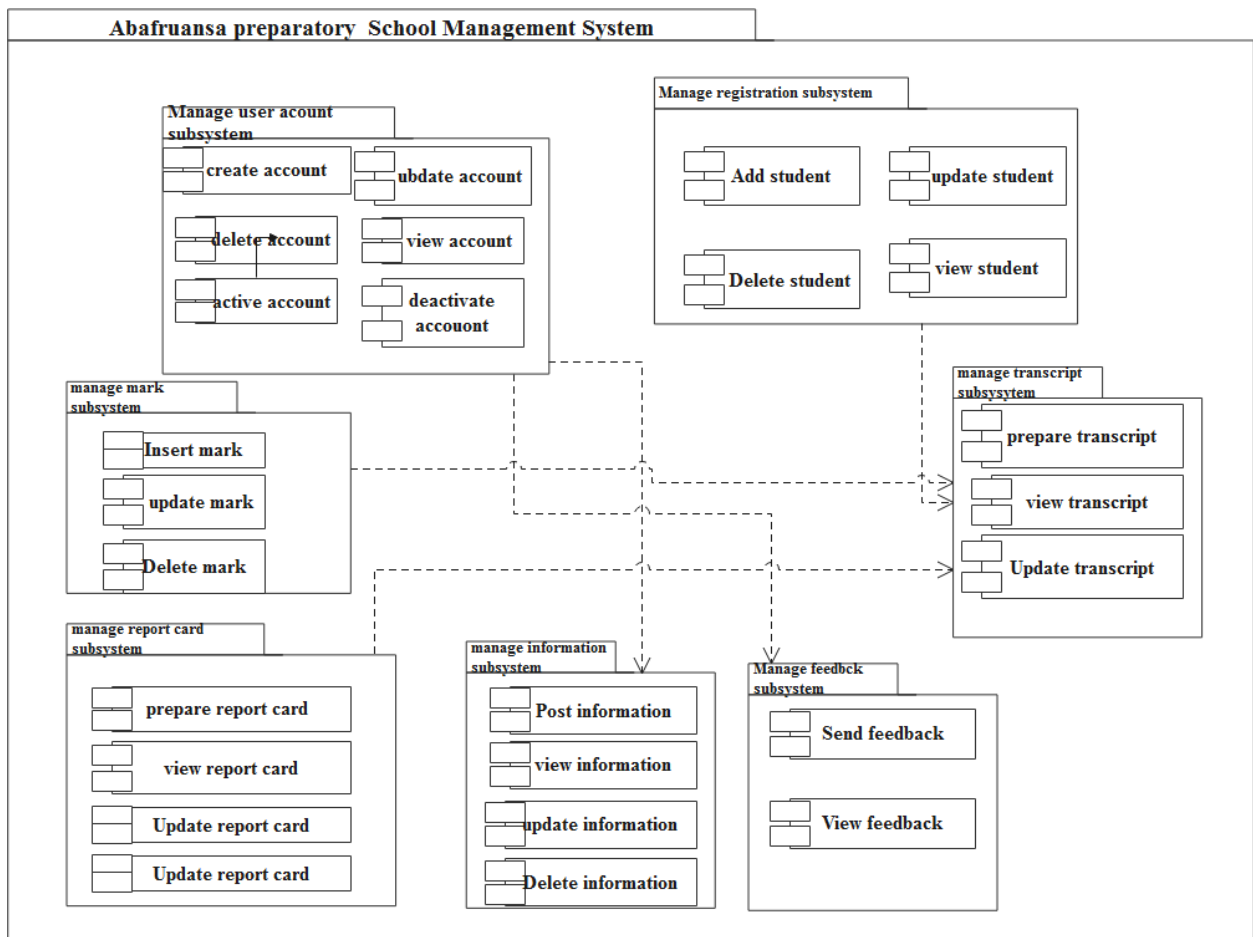 Abafruansa preparatory School Management System
Manage user acount
subsystem
create account
ubdate account
delete account
view account
active account
deactivate
accouont
Manage registration subsystem
Add student
update student
Delete student
view student
manage mark
subsystem
Insert mark
update mark
Delete mark
manage transcript
subsysytem
prepare transcript
view transcript
Update transcript
manage report card
subsystem
prepare report card
view report card
Update report card
Update report card
manage information
subsystem
Post information
view information
update information
Delete information
Manage feedbck
subsystem
Send feedback
View feedback